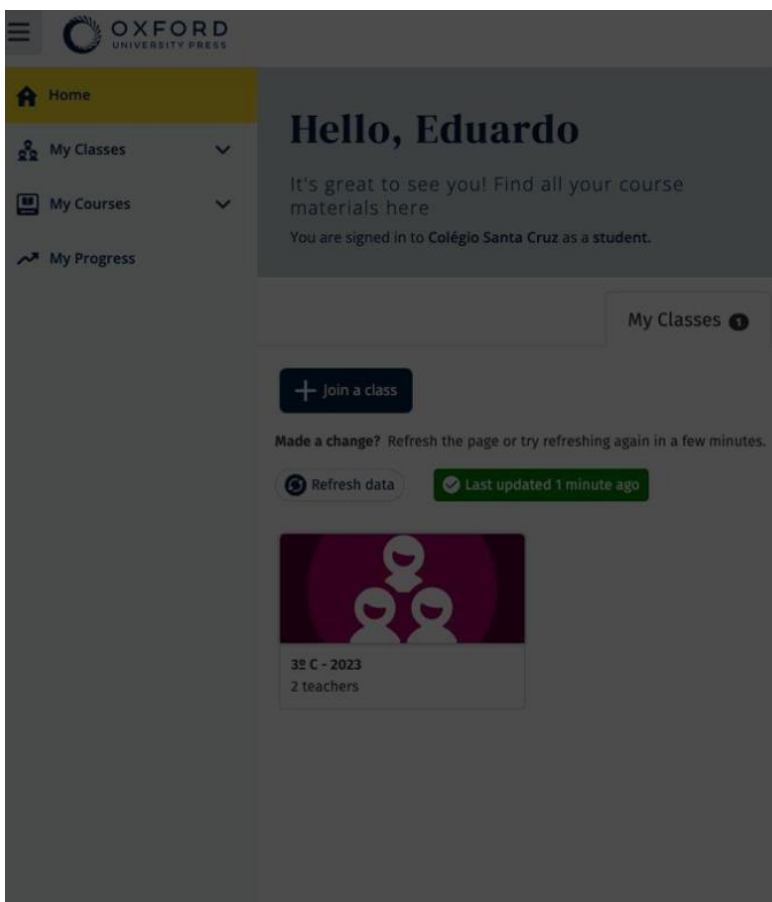 OXFORD
UNIVERSITY PRESS
Home
My Classes
My Courses
My Progress
Hello, Eduardo
It's great to see you! Find all your course
materials here
You are signed in to Colégio Santa Cruz as a student.
My Classes 1
Join a class
Made a change? Refresh the page or try refreshing again in a few minutes.
Refresh data
Last updated 1 minute ago
3º C - 2023
2 teachers